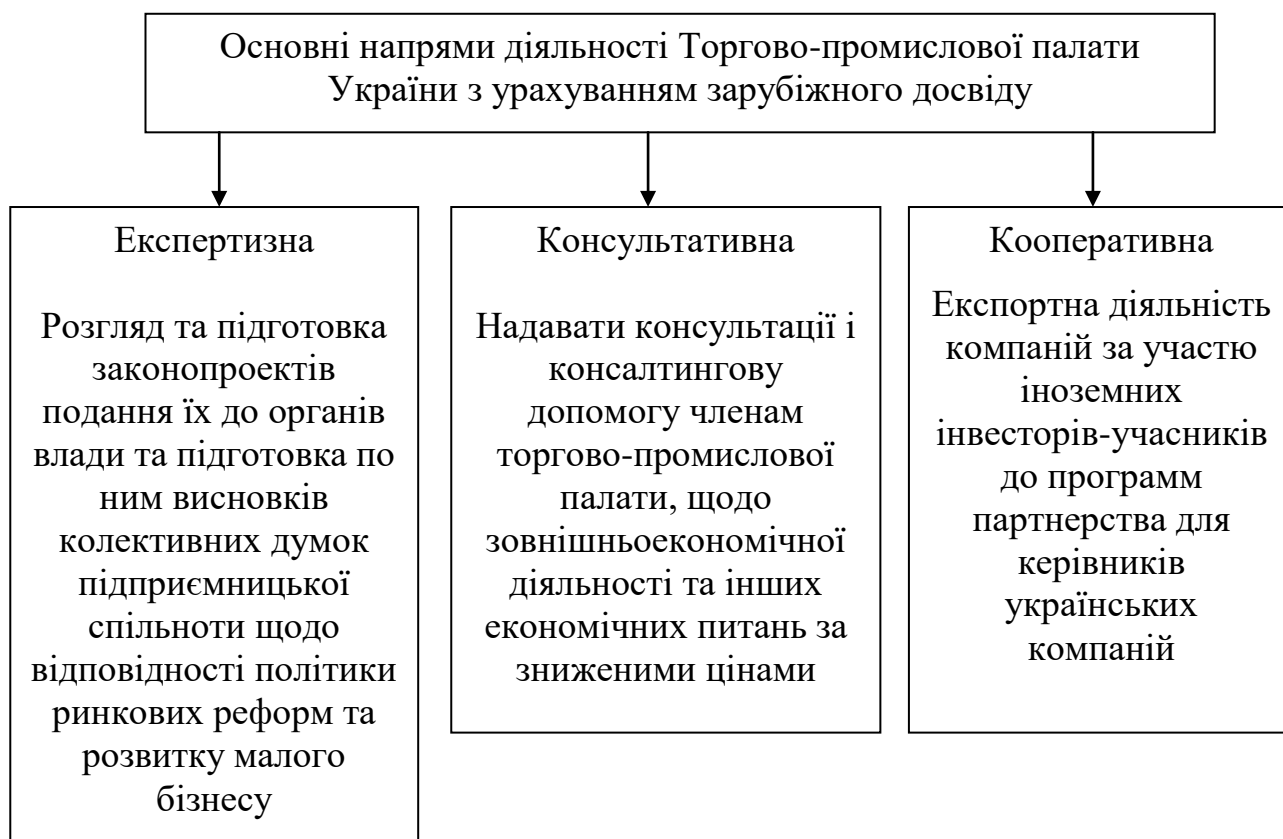 Основні напрями діяльності Торгово-промислової палати
України з урахуванням зарубіжного досвіду
Експертизна
Розгляд та підготовка
законопроектів
подання їх до органів
влади та підготовка по
ним висновків
колективних думок
підприємницької
спільноти щодо
відповідності політики
ринкових реформ та
розвитку малого
бізнесу
Консультативна
Надавати консультації і
консалтингову
допомогу членам
торгово-промислової
палати, щодо
зовнішньоекономічної
діяльності та інших
економічних питань за
зниженими цінами
Кооперативна
Експортна діяльність
компаній за участю
іноземних
інвесторів-учасників
до программ
партнерства для
керівників
українських
компаній